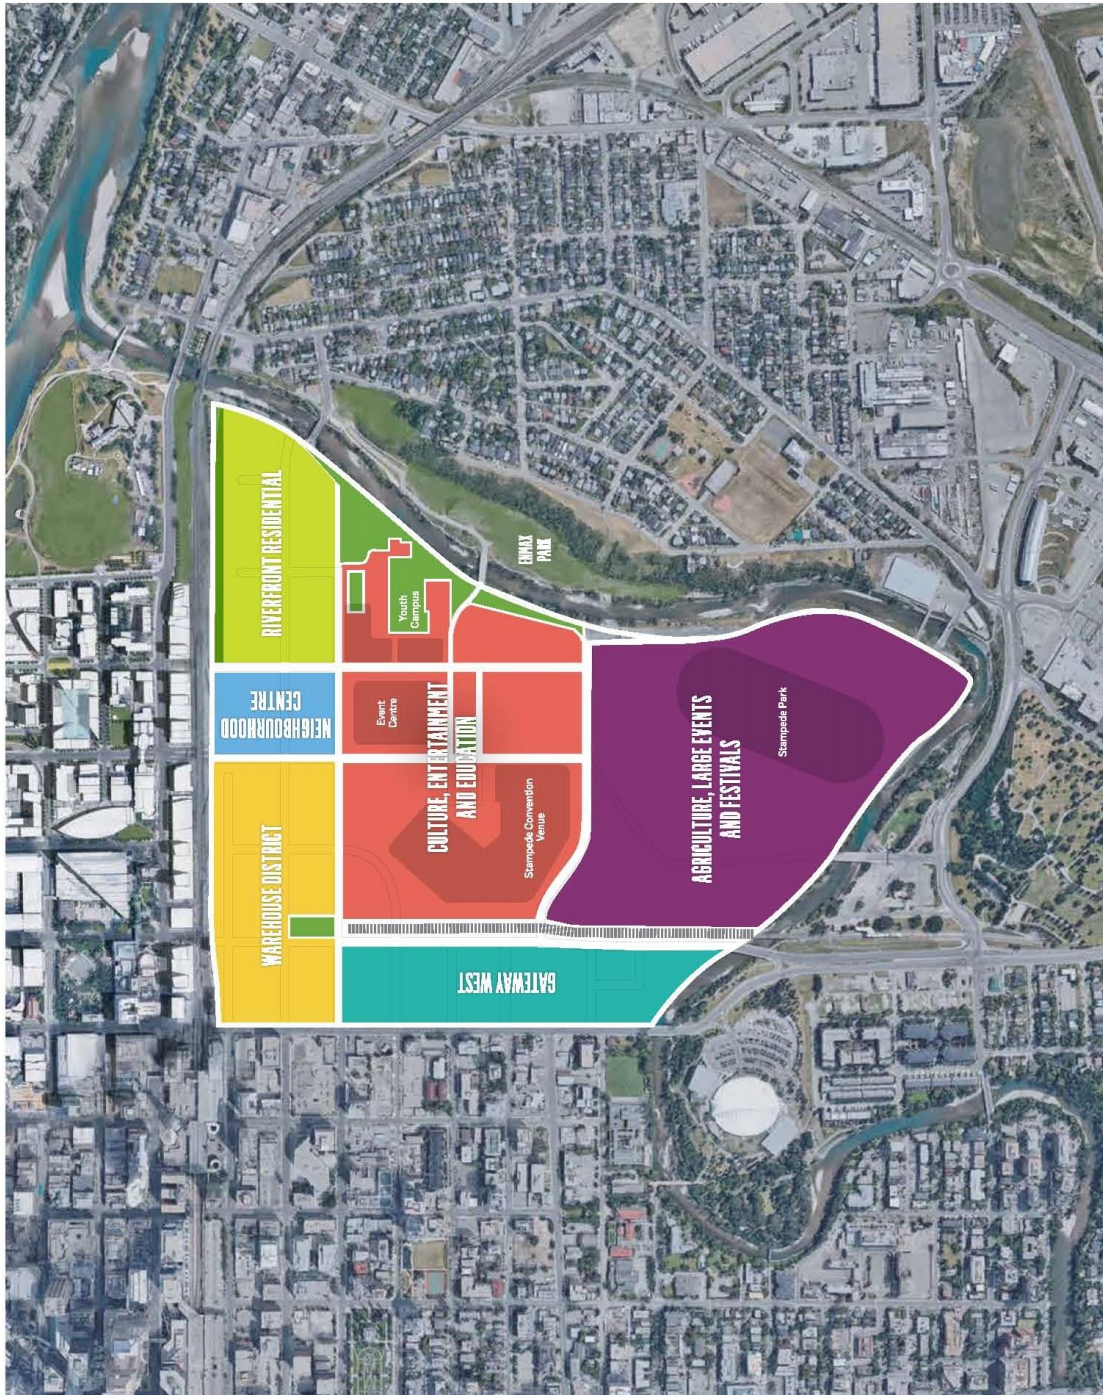 WAREHOUSE DISTRICT
NEIGHBOURHOOD
CENTRE
RIVERFRONT RESIDENTIAL
GATEWAY WEST
CULTURE, ENTERTAINMENT
AND EDUCATION
Event
Centre
Youth
Campus
Stampede Convention
Venue
ENMAX
PARK
AGRICULTURE, LARGE EVENTS
AND FESTIVALS
Stampede Park